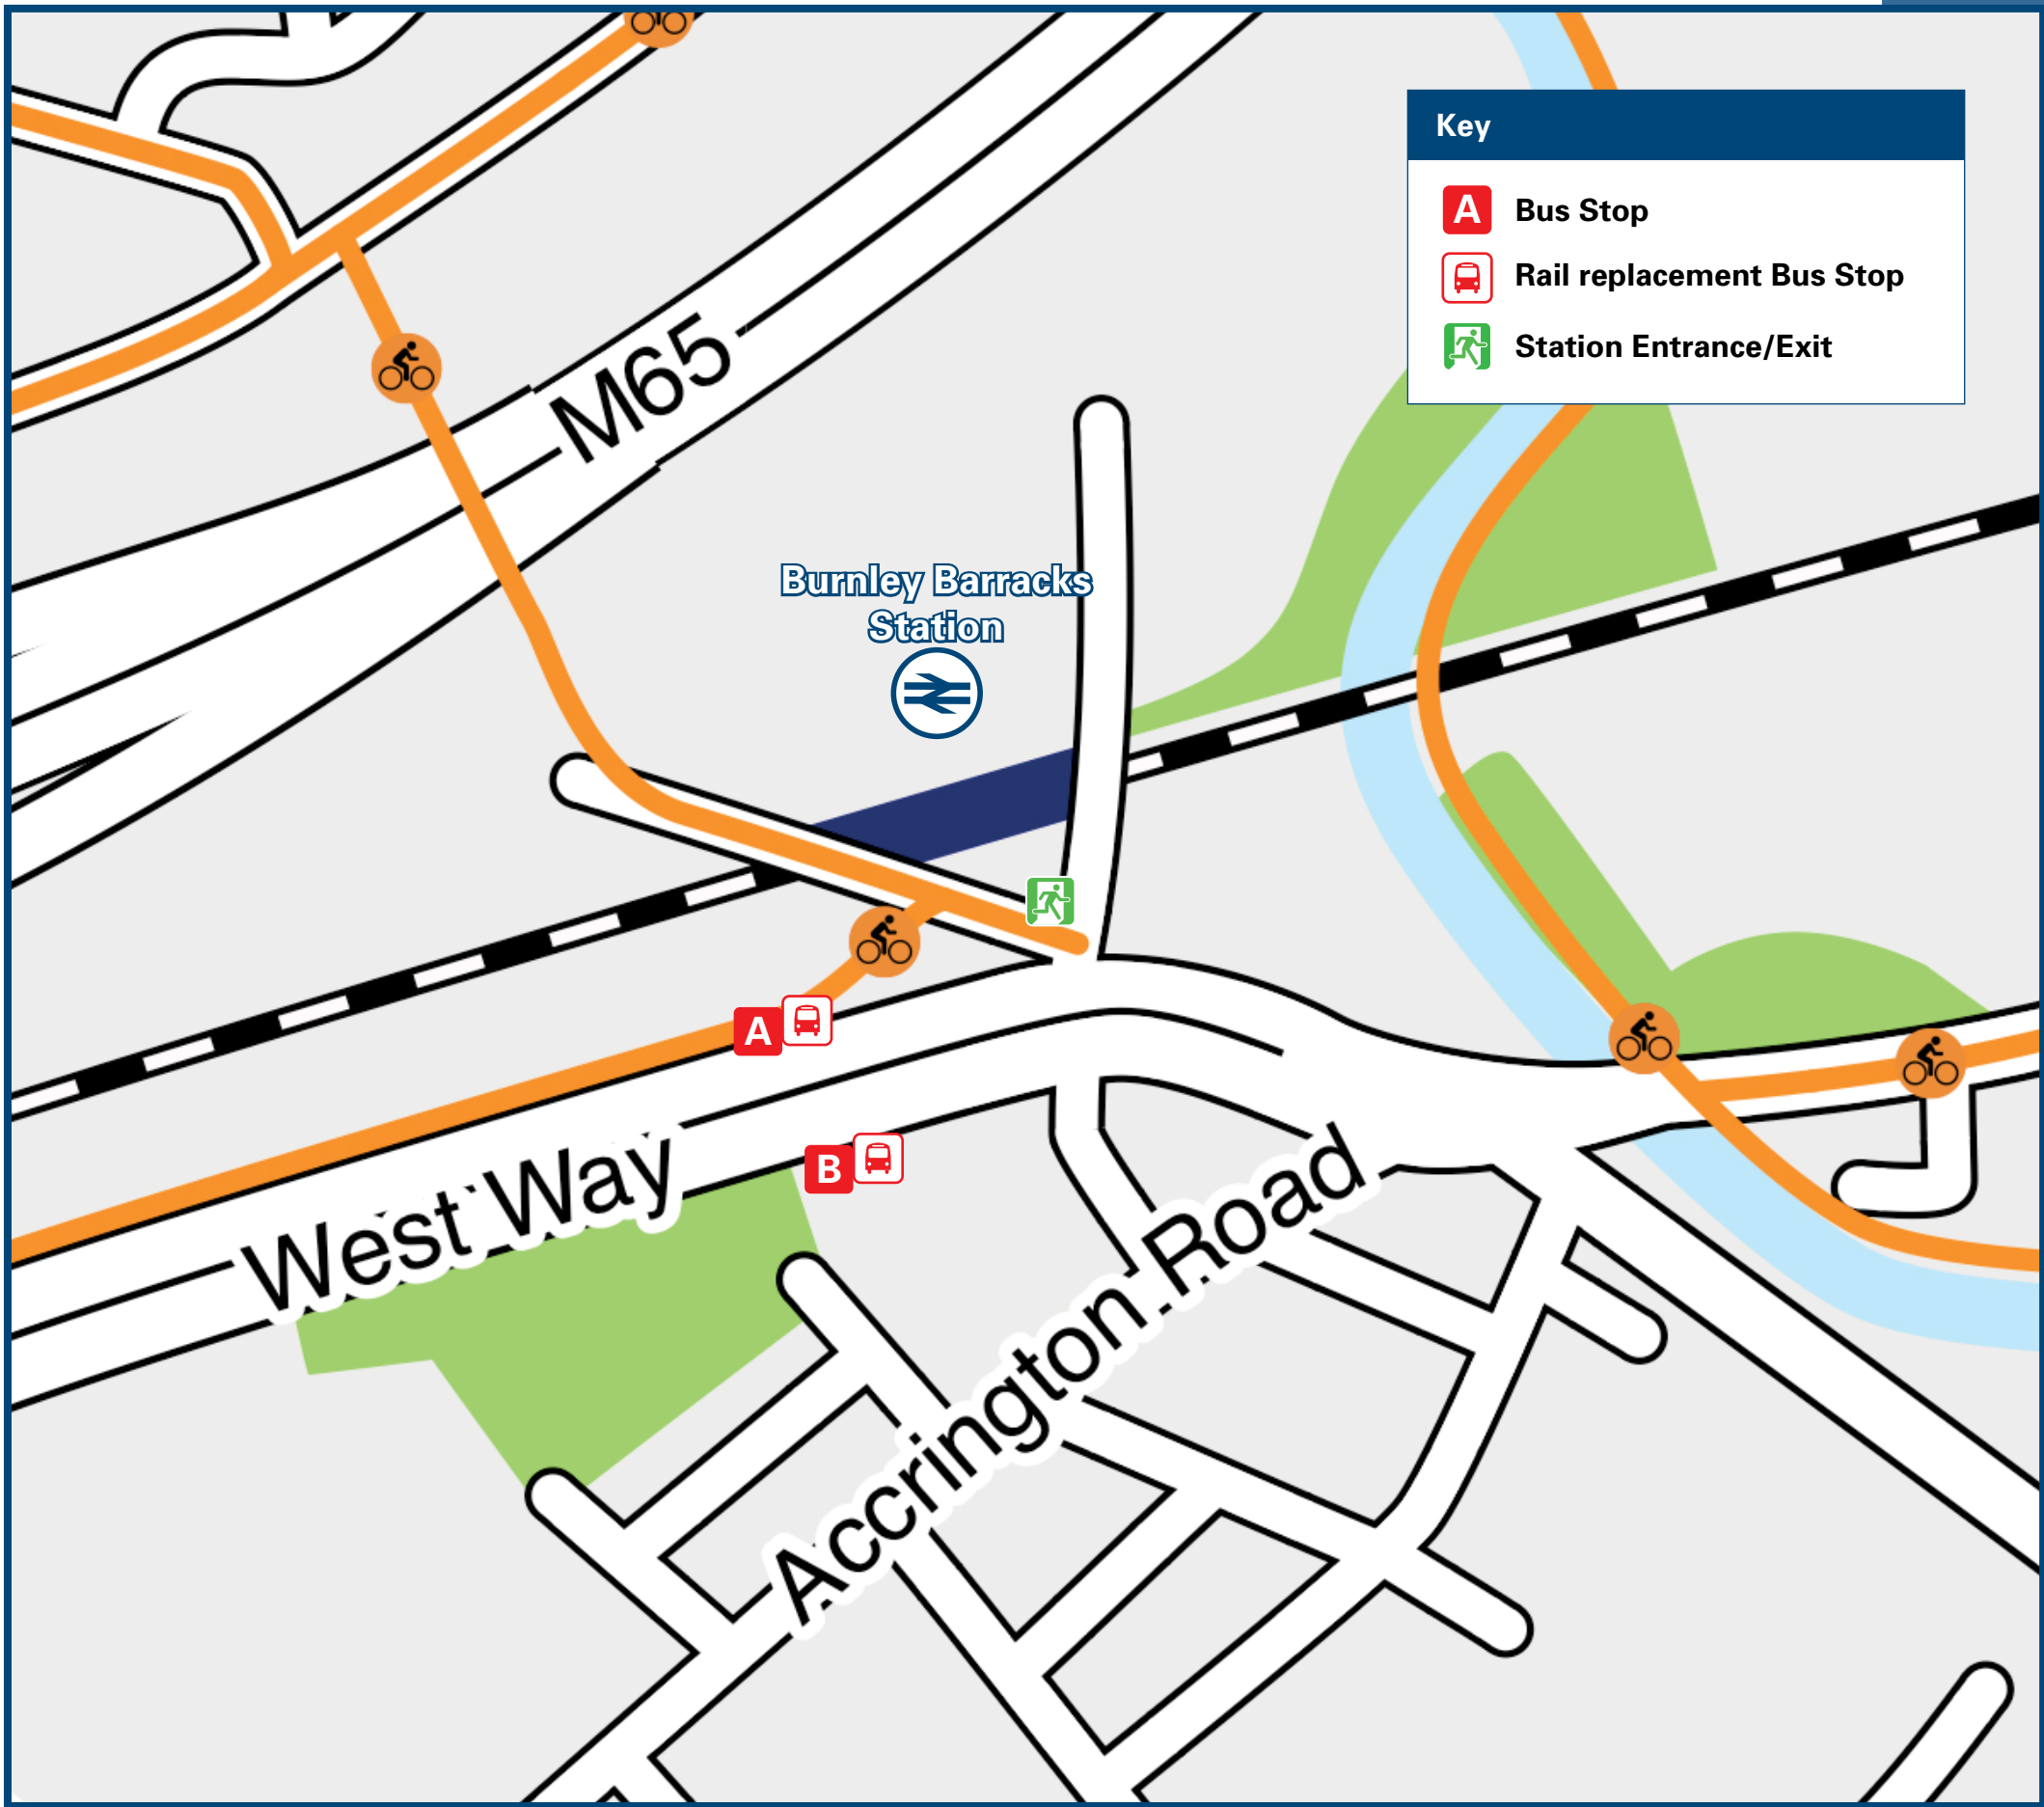 Key
A Bus Stop
Rail replacement Bus Stop
Station Entrance/Exit
M65
Burnley Barracks
Station
A
B
West Way
Accrington Road